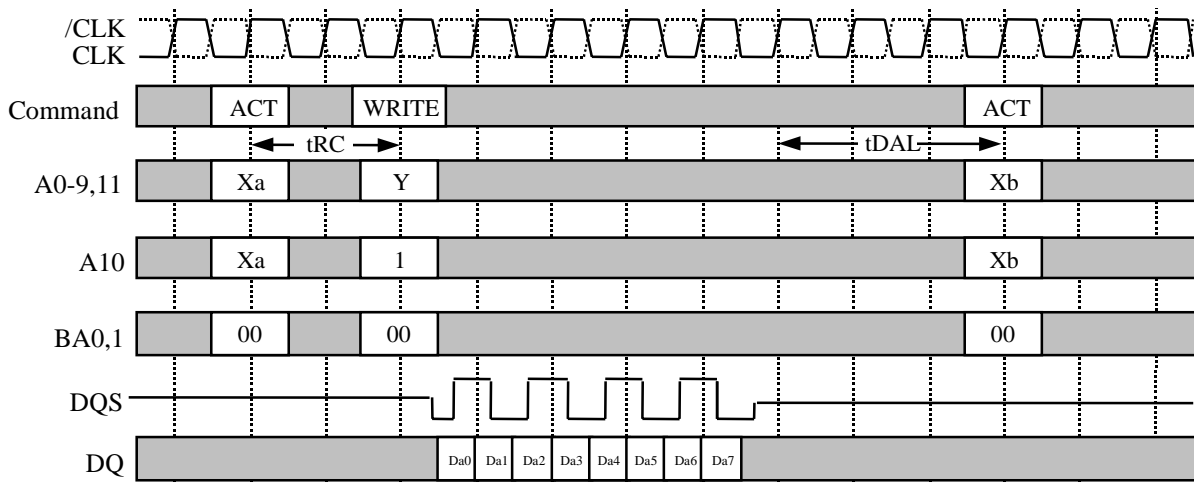 /CLK
CLK
Command ACT WRITE ACT
tRC tDAL
A0-9,11 Xa Y Xb
A10 Xa 1 Xb
BA0,1 00 00 00
DQS
DQ Da0 Da1 Da2 Da3 Da4 Da5 Da6 Da7